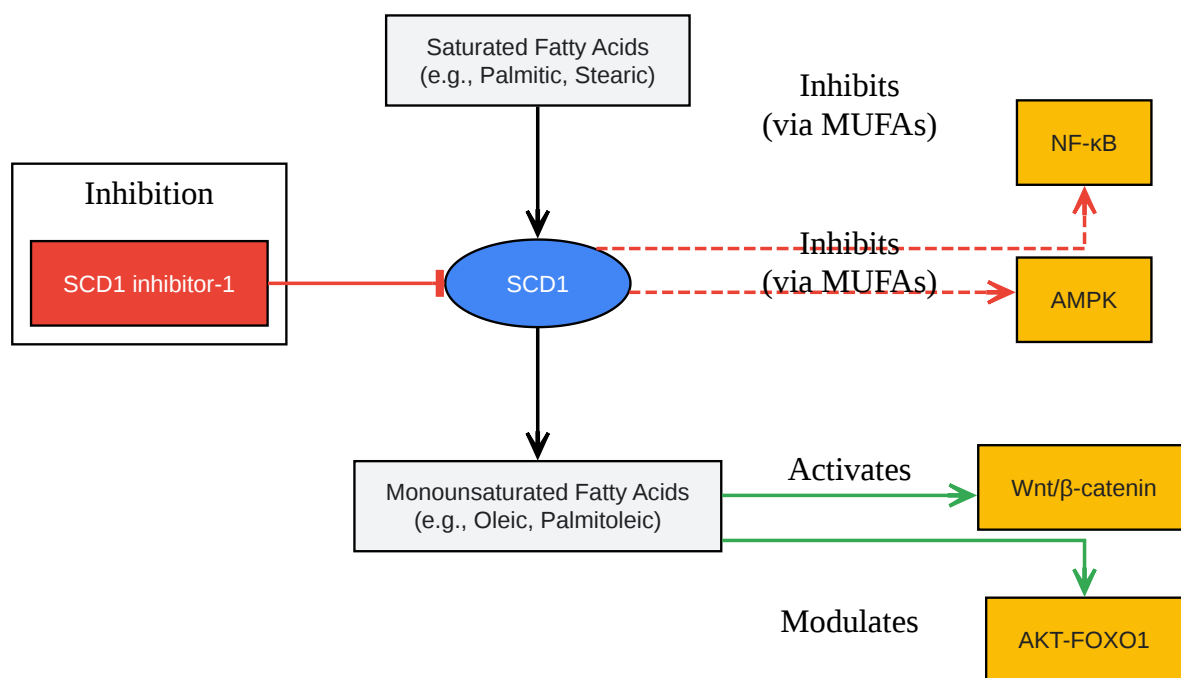 Saturated Fatty Acids
(e.g., Palmitic, Stearic)
Inhibits
(via MUFAs)
NF-κB
Inhibition
SCD1 inhibitor-1
SCD1
Inhibits
(via MUFAs)
AMPK
Monounsaturated Fatty Acids
(e.g., Oleic, Palmitoleic)
Activates
Wnt/β-catenin
Modulates
AKT-FOXO1